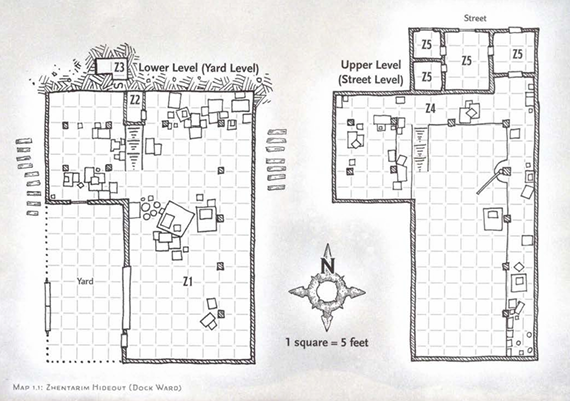 Street
Z3
Lower Level (Yard Level)
S
Z2
Upper Level
(Street Level)
Z5
Z5
Z5
Z5
Z4
N
Yard
Z1
1 square = 5 feet
Map 1.1: Zhentarim Hideout (Dock Ward)